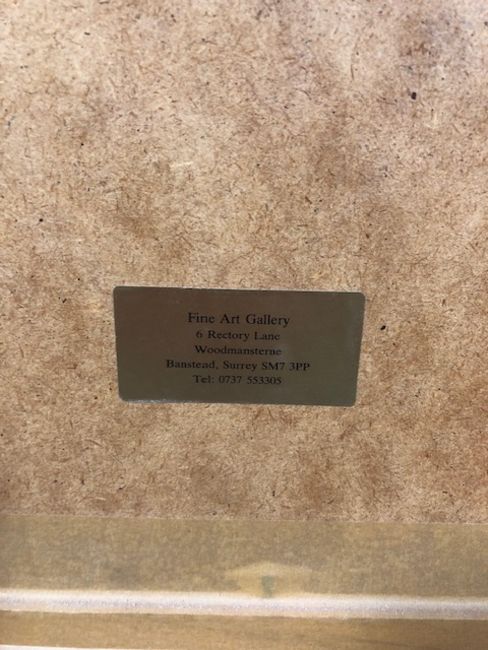 Fine Art Gallery
6 Rectory Lane
Woodmansterne
Banstead, Surrey SM7 3PP
Tel: 0737 553305